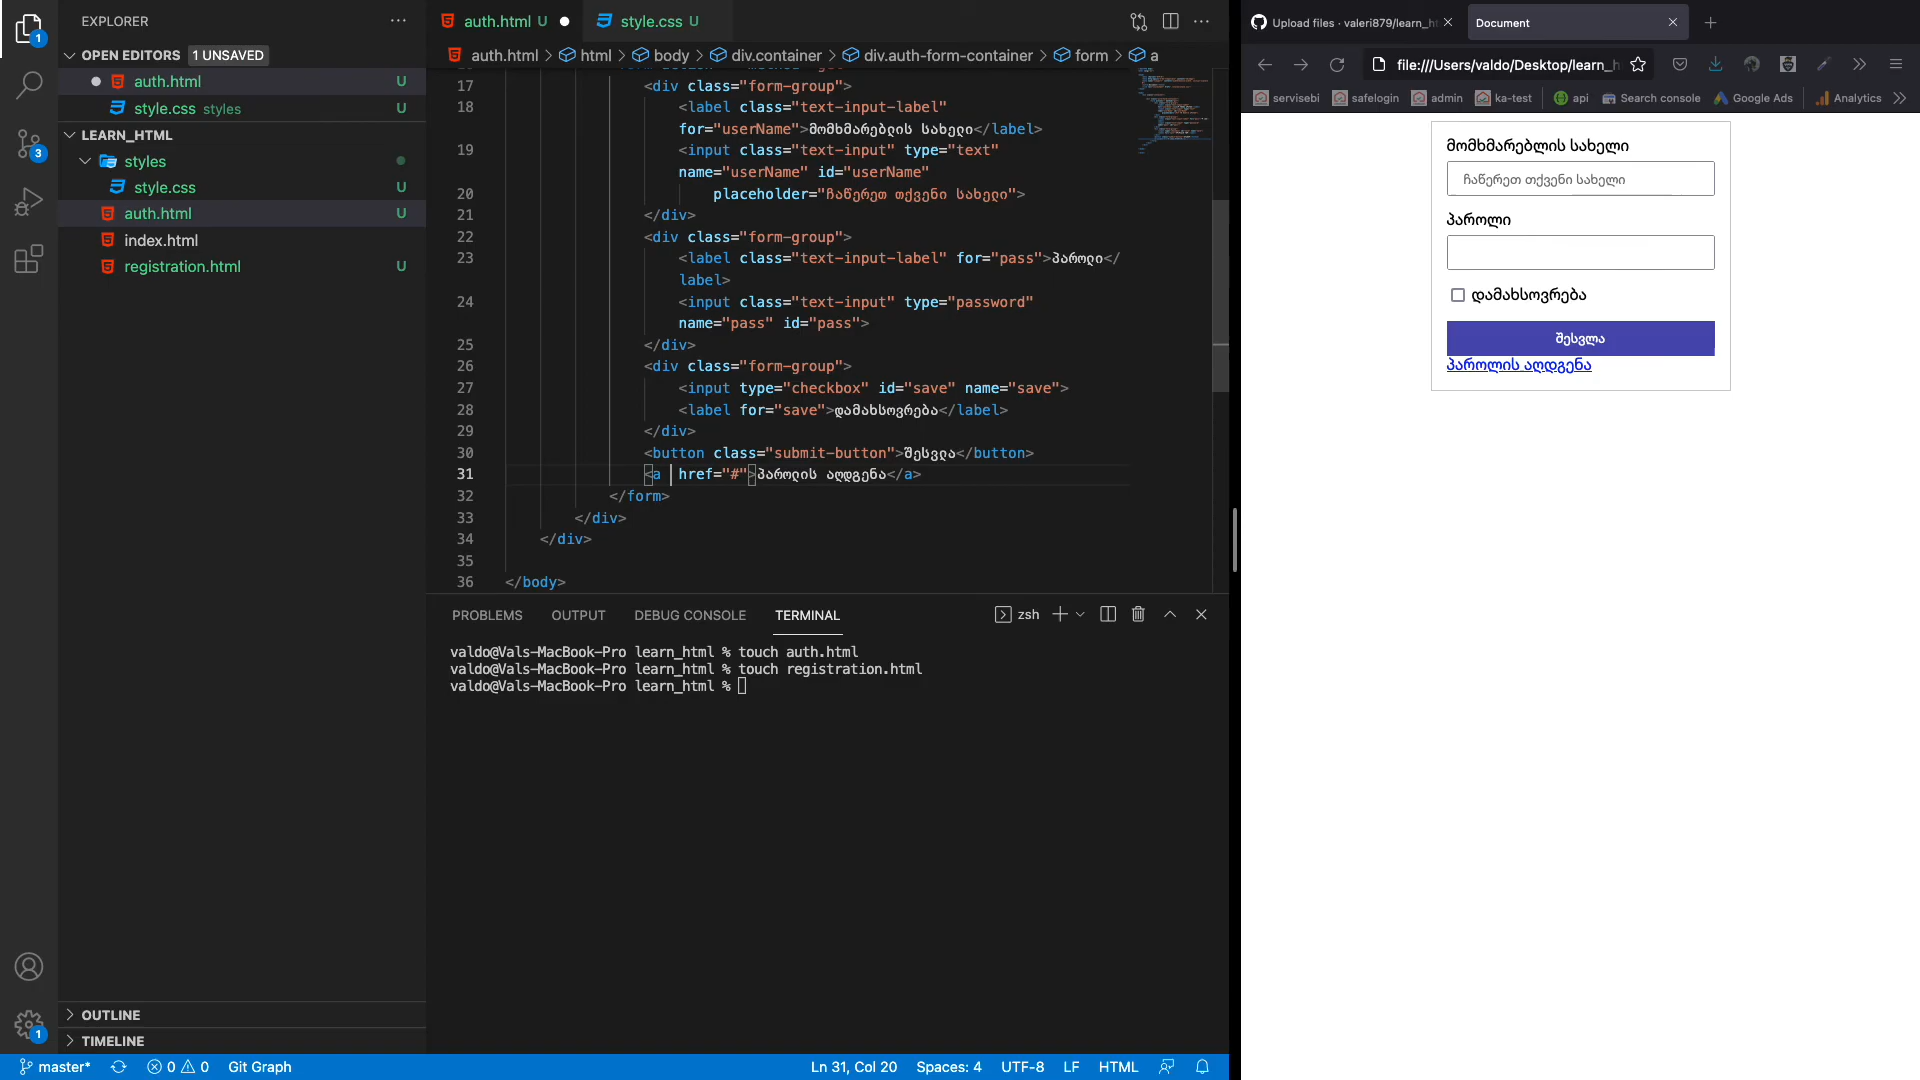 EXPLORER
OPEN EDITORS 1 UNSAVED
auth.html U
style.css styles U
LEARN_HTML
styles
style.css U
auth.html U
index.html
registration.html U
OUTLINE
TIMELINE
auth.html U
style.css U
auth.html > html > body > div.container > div.auth-form-container > form > a
17 <div class="form-group">
18 <label class="text-input-label"
for="userName">მომხმარებლის სახელი</label>
19 <input class="text-input" type="text"
name="userName" id="userName"
20 placeholder="ჩაწერეთ თქვენი სახელი">
21 </div>
22 <div class="form-group">
23 <label class="text-input-label" for="pass">პაროლი</
label>
24 <input class="text-input" type="password"
name="pass" id="pass">
25 </div>
26 <div class="form-group">
27 <input type="checkbox" id="save" name="save">
28 <label for="save">დამახსოვრება</label>
29 </div>
30 <button class="submit-button">შესვლა</button>
31 <a href="#">პაროლის აღდგენა</a>
32 </form>
33 </div>
34 </div>
35
36 </body>
PROBLEMS OUTPUT DEBUG CONSOLE TERMINAL
zsh
valdo@Vals-MacBook-Pro learn_html % touch auth.html
valdo@Vals-MacBook-Pro learn_html % touch registration.html
valdo@Vals-MacBook-Pro learn_html %
1
3
1
master* 0 0 Git Graph Ln 31, Col 20 Spaces: 4 UTF-8 LF HTML
Upload files · valeri879/learn_ht
Document
file:///Users/valdo/Desktop/learn_h
servisebi safelogin admin ka-test api Search console Google Ads Analytics
მომხმარებლის სახელი
ჩაწერეთ თქვენი სახელი
პაროლი
დამახსოვრება
შესვლა
პაროლის აღდგენა